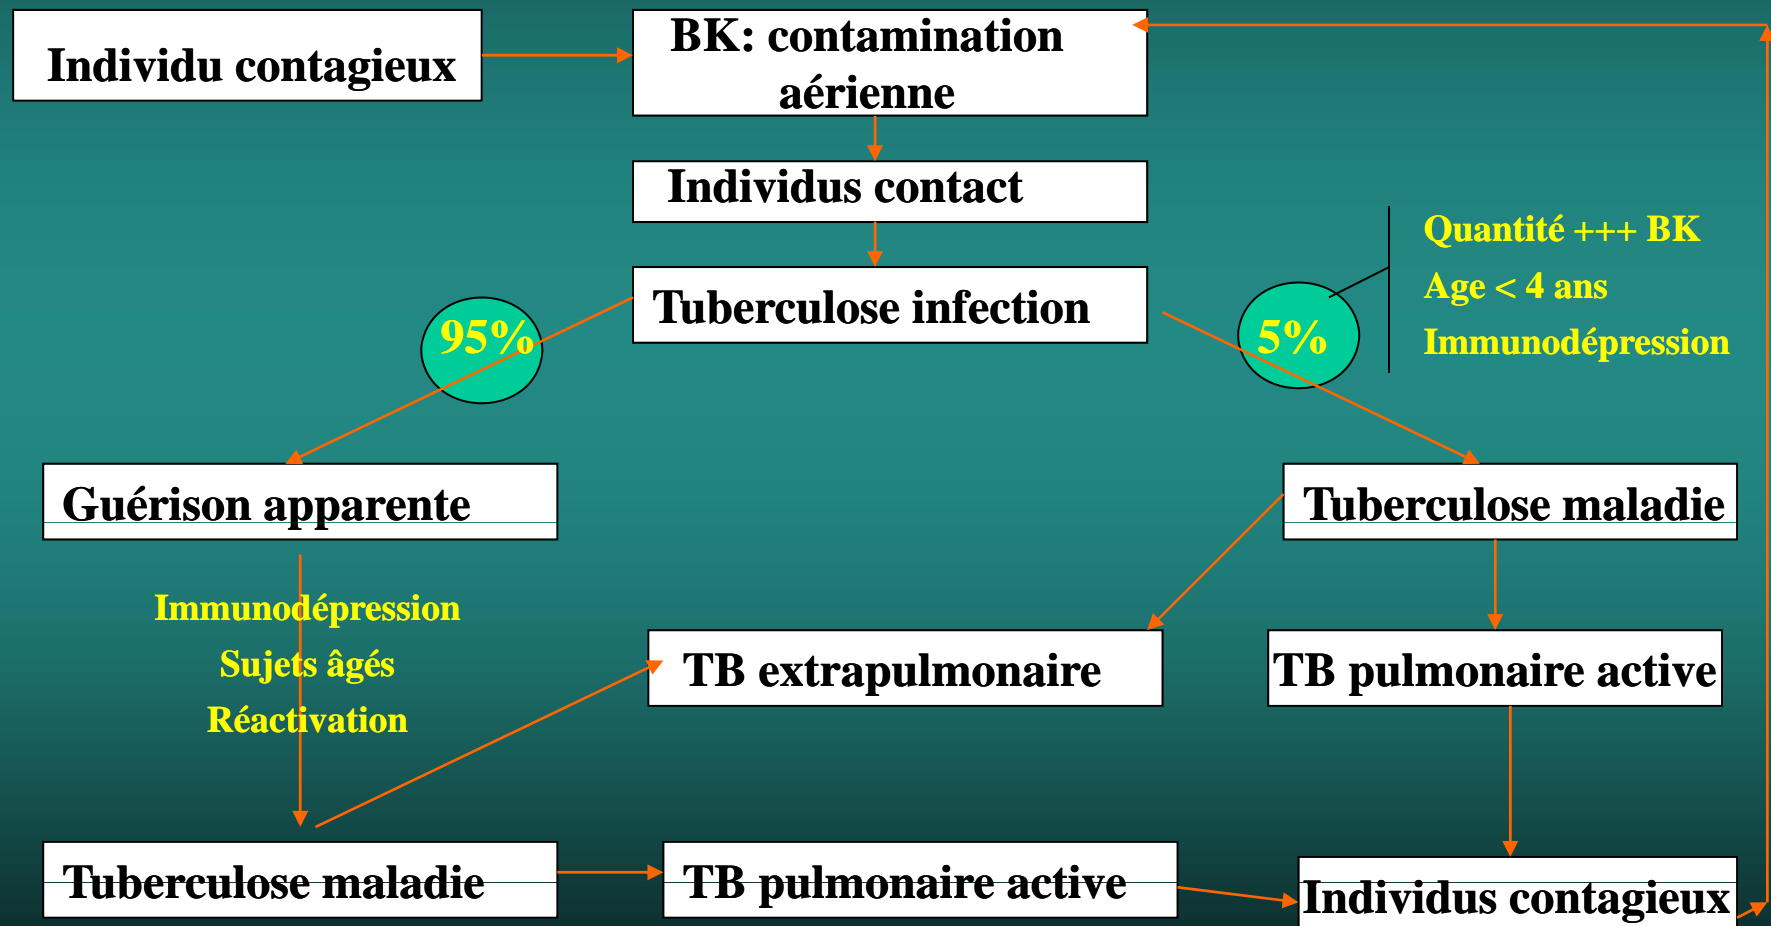 Individu contagieux
BK: contamination
aérienne
Individus contact
Tuberculose infection
95%
5%
Quantité +++ BK
Age < 4 ans
Immunodépression
Guérison apparente
Tuberculose maladie
Immunodépression
Sujets âgés
Réactivation
TB extrapulmonaire
TB pulmonaire active
Tuberculose maladie
TB pulmonaire active
Individus contagieux